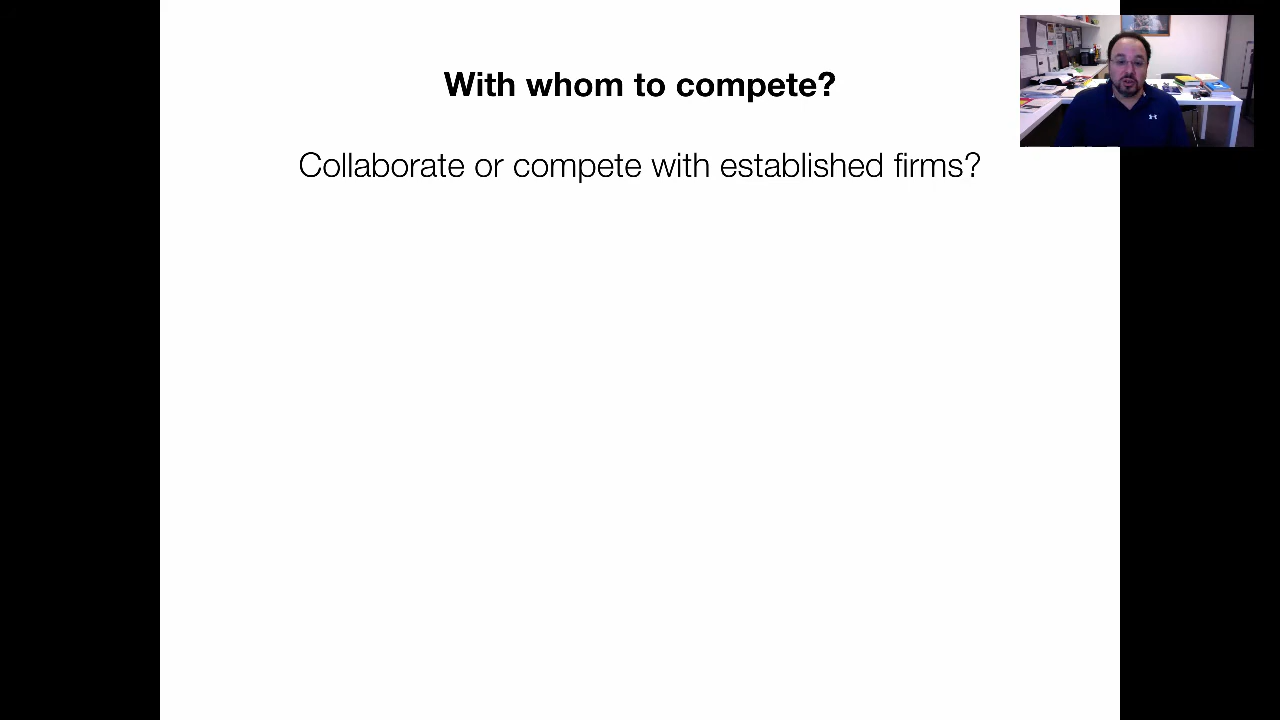 With whom to compete?
Collaborate or compete with established firms?